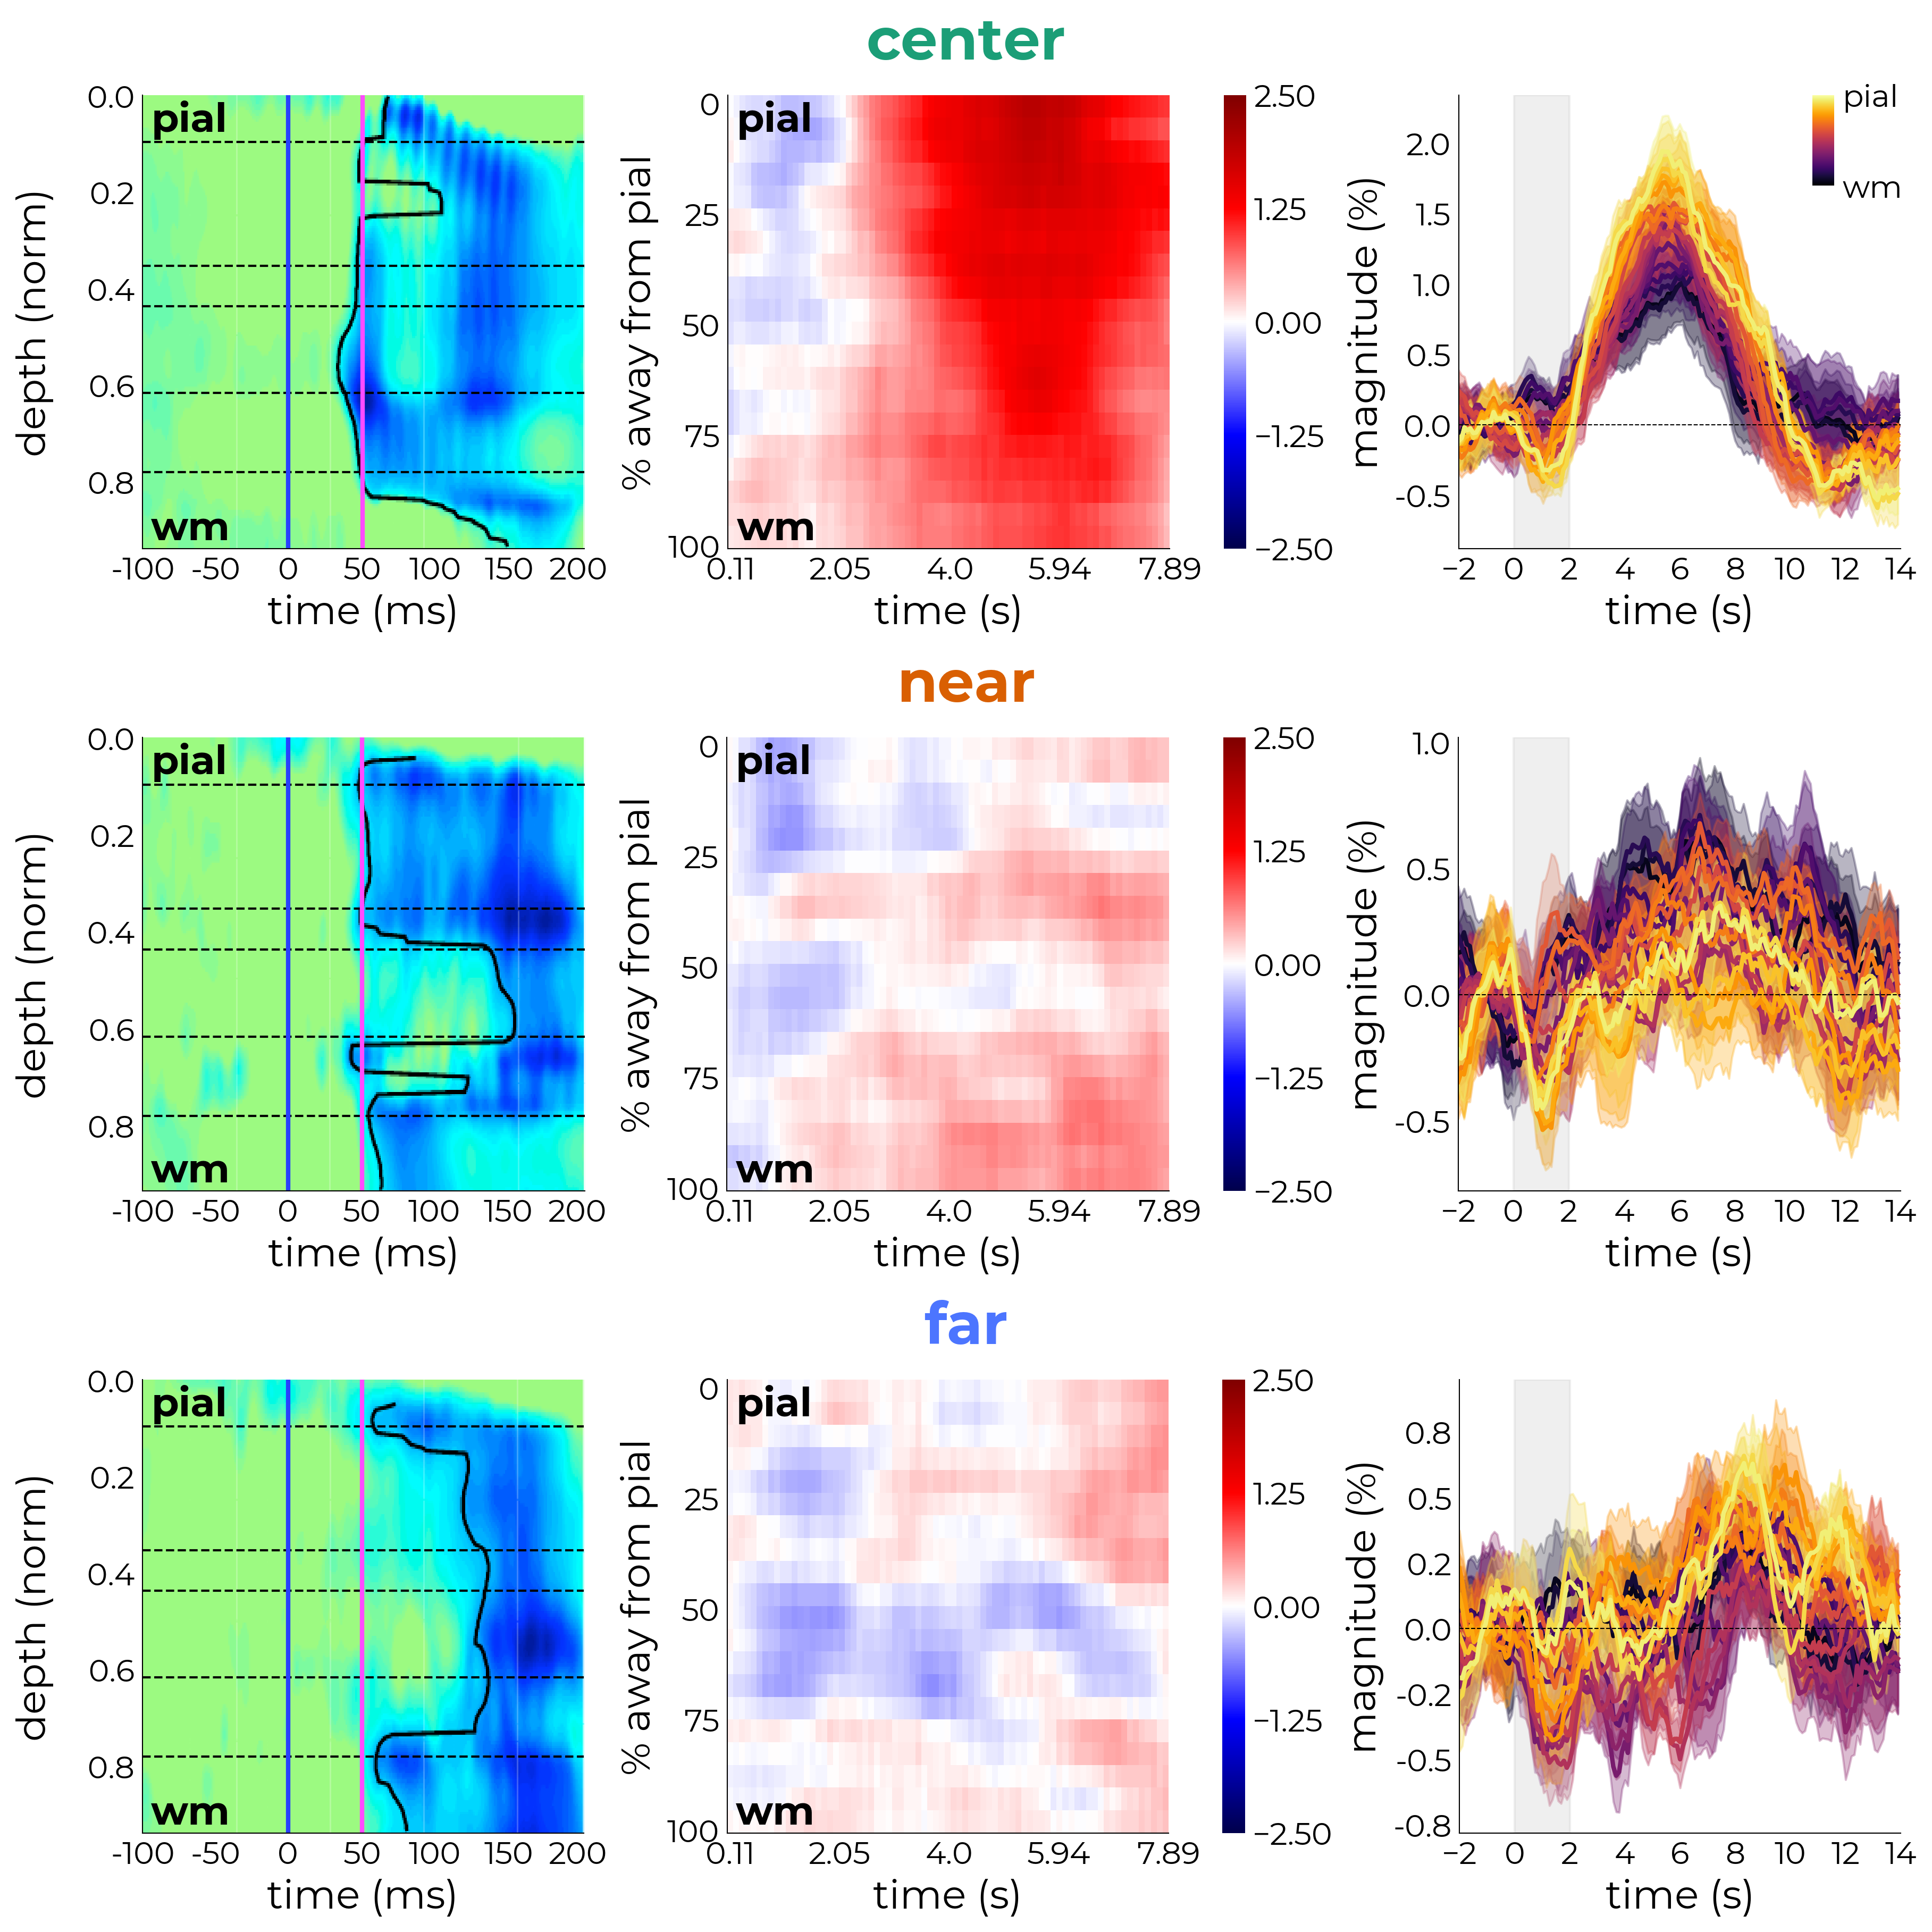 center
0.0
0.2
0.4
0.6
0.8
depth (norm)
pial
wm
-100 -50 0 50 100 150 200
time (ms)
0
25
50
75
100
% away from pial
pial
wm
0.11 2.05 4.0 5.94 7.89
time (s)
2.50
1.25
0.00
−1.25
−2.50
2.0
1.5
1.0
0.5
0.0
-0.5
magnitude (%)
pial
wm
−2 0 2 4 6 8 10 12 14
time (s)
near
0.0
0.2
0.4
0.6
0.8
depth (norm)
pial
wm
-100 -50 0 50 100 150 200
time (ms)
0
25
50
75
100
% away from pial
pial
wm
0.11 2.05 4.0 5.94 7.89
time (s)
2.50
1.25
0.00
−1.25
−2.50
1.0
0.5
0.0
-0.5
magnitude (%)
−2 0 2 4 6 8 10 12 14
time (s)
far
0.0
0.2
0.4
0.6
0.8
depth (norm)
pial
wm
-100 -50 0 50 100 150 200
time (ms)
0
25
50
75
100
% away from pial
pial
wm
0.11 2.05 4.0 5.94 7.89
time (s)
2.50
1.25
0.00
−1.25
−2.50
0.8
0.5
0.2
0.0
-0.2
-0.5
-0.8
magnitude (%)
−2 0 2 4 6 8 10 12 14
time (s)